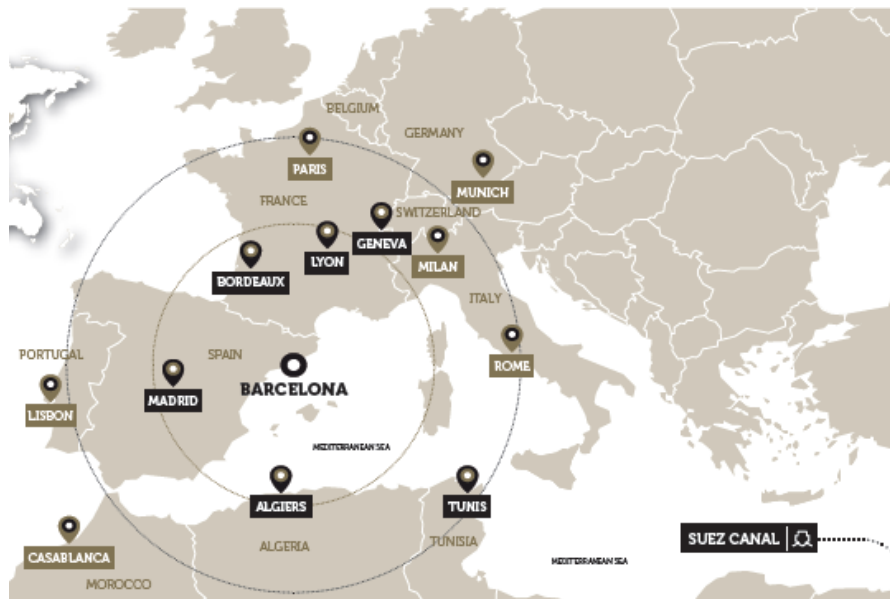 BELGIUM
GERMANY
PARIS
MUNICH
FRANCE
SWITZERLAND
GENEVA
LYON
MILAN
BORDEAUX
ITALY
PORTUGAL
SPAIN
ROME
BARCELONA
MADRID
LISBON
MEDITERRANEAN SEA
ALGIERS
TUNIS
SUEZ CANAL
CASABLANCA
ALGERIA
TUNISIA
MEDITERRANEAN SEA
MOROCCO